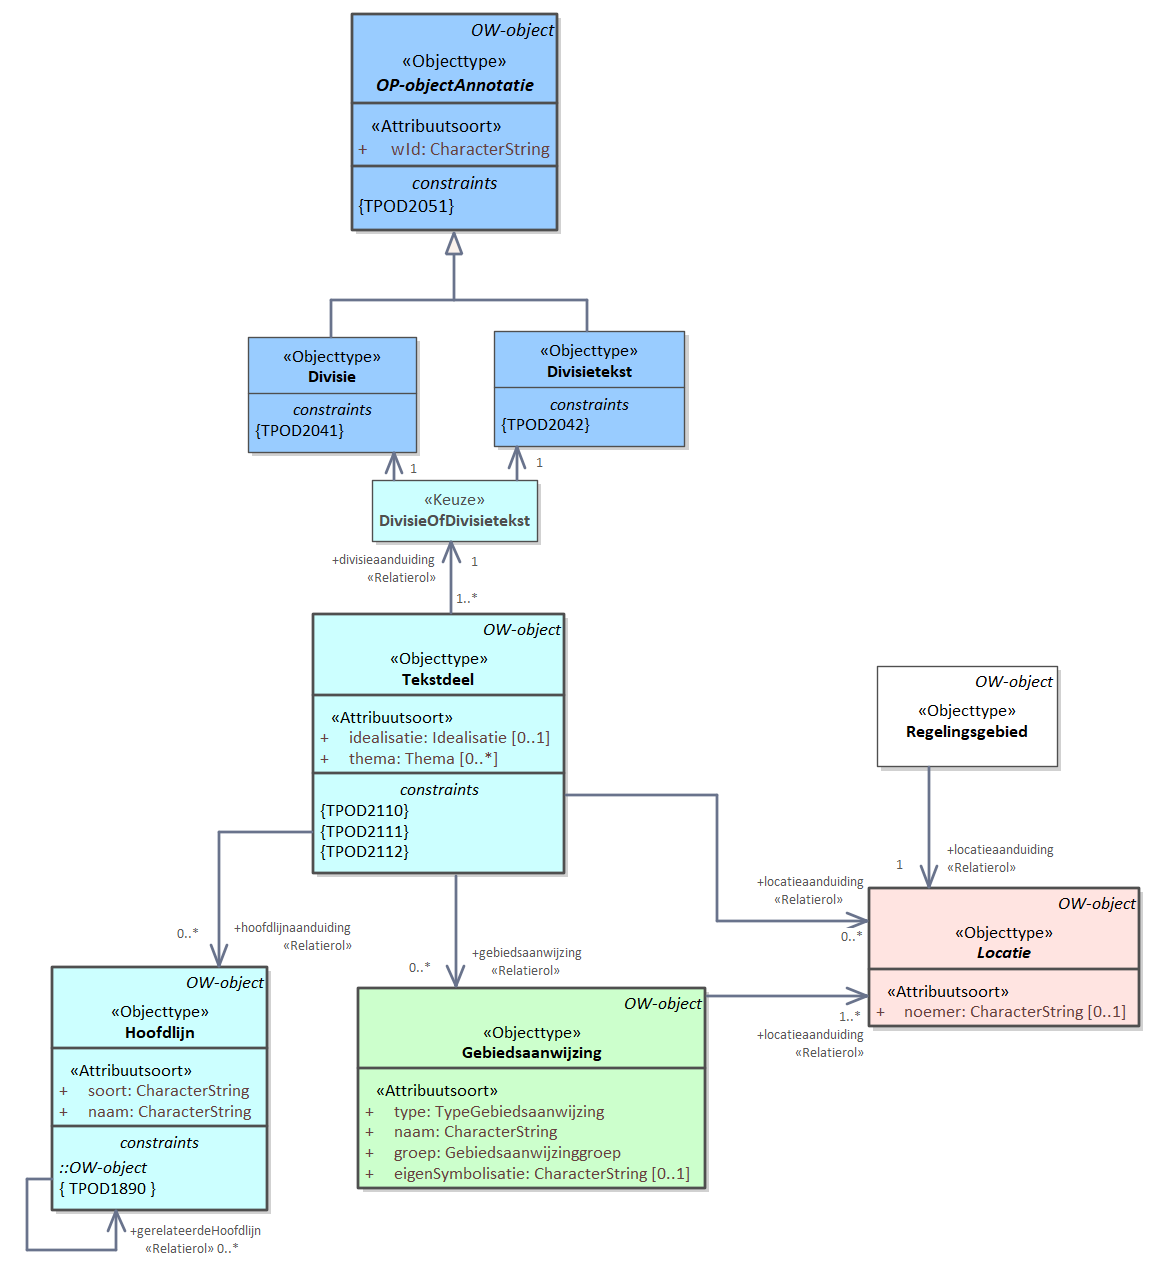 OW-object
«Objecttype»
OP-objectAnnotatie
«Attribuutsoort»
+ wId: CharacterString
constraints
{TPOD2051}
«Objecttype»
Divisie
constraints
{TPOD2041}
«Objecttype»
Divisietekst
constraints
{TPOD2042}
1
1
«Keuze»
DivisieOfDivisietekst
+divisieaanduiding
«Relatierol»
1
1..*
OW-object
«Objecttype»
Tekstdeel
«Attribuutsoort»
+ idealisatie: Idealisatie [0..1]
+ thema: Thema [0..*]
constraints
{TPOD2110}
{TPOD2111}
{TPOD2112}
OW-object
«Objecttype»
Regelingsgebied
+locatieaanduiding
«Relatierol»
1
+locatieaanduiding
«Relatierol»
0..*
OW-object
«Objecttype»
Locatie
«Attribuutsoort»
+ noemer: CharacterString [0..1]
1..*
+locatieaanduiding
«Relatierol»
0..*
+hoofdlijnaanduiding
«Relatierol»
0..*
+gebiedsaanwijzing
«Relatierol»
OW-object
«Objecttype»
Hoofdlijn
«Attribuutsoort»
+ soort: CharacterString
+ naam: CharacterString
constraints
::OW-object
{ TPOD1890 }
+gerelateerdeHoofdlijn
«Relatierol» 0..*
OW-object
«Objecttype»
Gebiedsaanwijzing
«Attribuutsoort»
+ type: TypeGebiedsaanwijzing
+ naam: CharacterString
+ groep: Gebiedsaanwijzinggroep
+ eigenSymbolisatie: CharacterString [0..1]